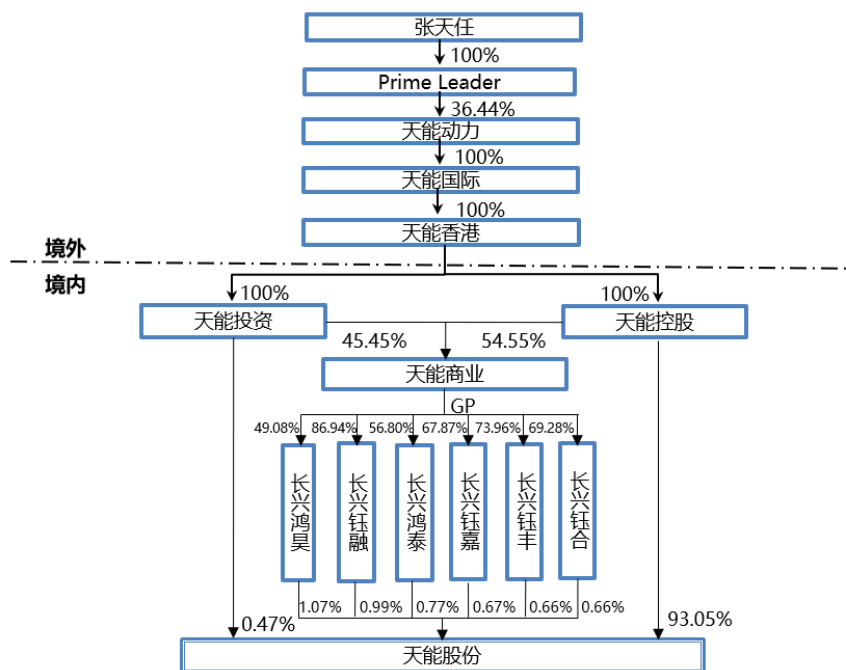 张天任
100%
Prime Leader
36.44%
天能动力
100%
天能国际
100%
天能香港
境外
境内
100%
100%
天能投资
天能控股
45.45%
54.55%
天能商业
GP
49.08%
86.94%
56.80%
67.87%
73.96%
69.28%
长兴鸿昊
长兴钰融
长兴鸿泰
长兴钰嘉
长兴钰丰
长兴钰合
1.07%
0.99%
0.77%
0.67%
0.66%
0.66%
0.47%
93.05%
天能股份